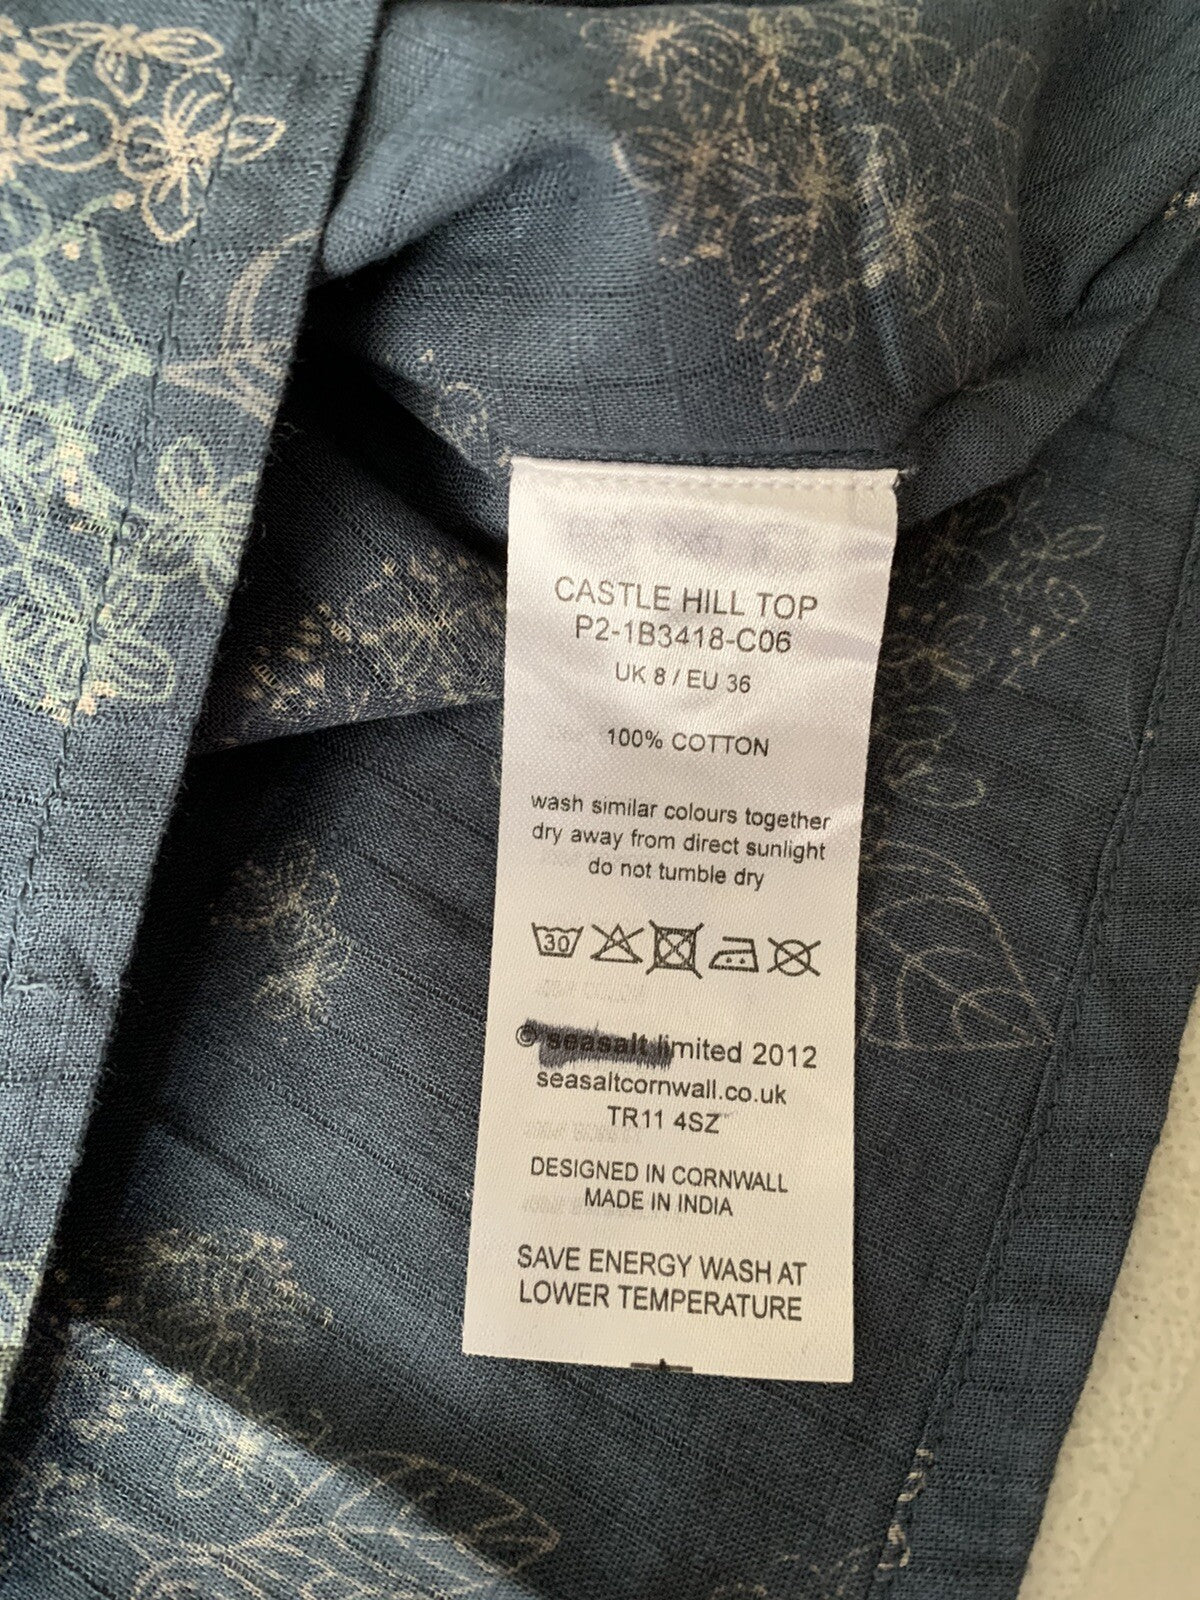 CASTLE HILL TOP
P2-1B3418-C06
UK 8 / EU 36
100% COTTON
wash similar colours together
dry away from direct sunlight
do not tumble dry
30
© seasalt limited 2012
seasaltcornwall.co.uk
TR11 4SZ
DESIGNED IN CORNWALL
MADE IN INDIA
SAVE ENERGY WASH AT
LOWER TEMPERATURE